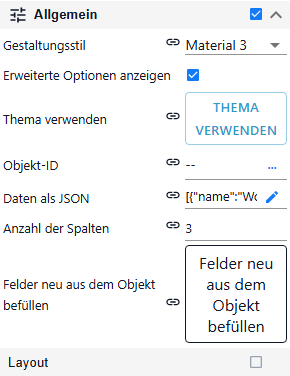 Allgemein
Gestaltungsstil Material 3
Erweiterte Optionen anzeigen
Thema verwenden THEMA
VERWENDEN
Objekt-ID -- ...
Daten als JSON [{"name":"Wo
Anzahl der Spalten 3
Felder neu aus dem Objekt
befüllen
Felder neu
aus dem
Objekt
befüllen
Layout